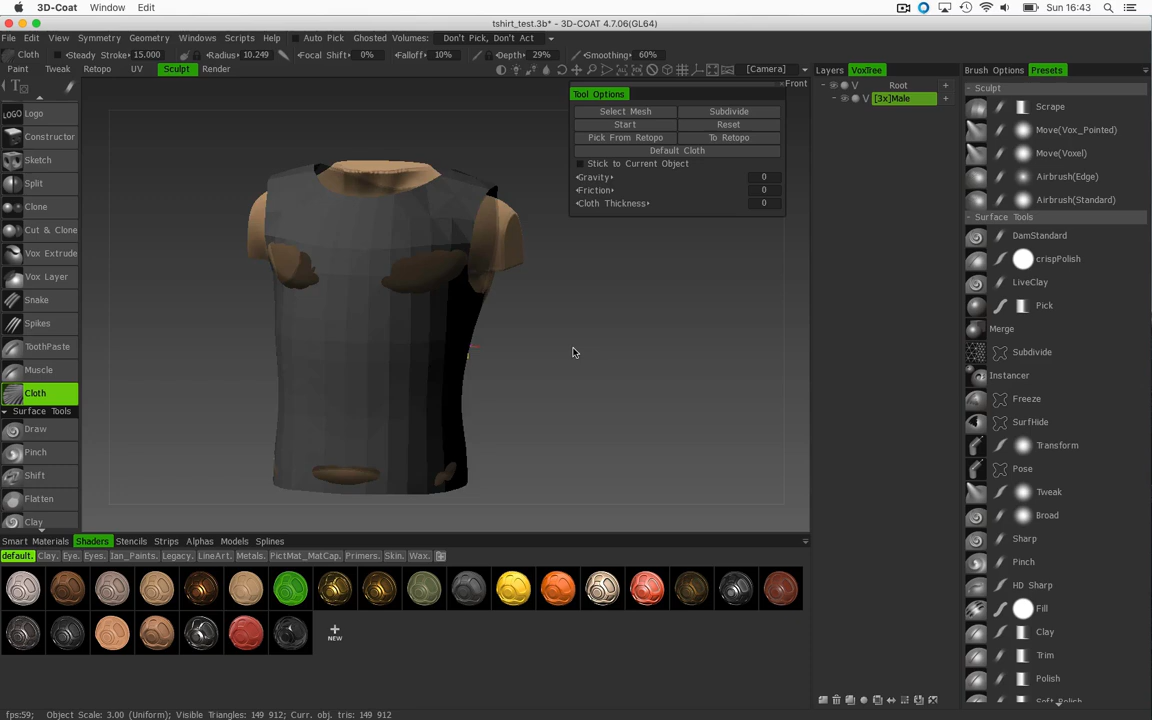 3D-Coat Window Edit Sun 16:43
tshirt_test.3b* - 3D-COAT 4.7.06(GL64)
File Edit View Symmetry Geometry Windows Scripts Help Auto Pick Ghosted Volumes: Don't Pick, Don't Act
Cloth Steady Stroke 15.000 Radius 10.249 Focal Shift 0% Falloff 10% Depth 29% Smoothing 60%
Paint Tweak Retopo UV Sculpt Render [Camera] Layers VoxTree Brush Options Presets
Front
Tool Options
Select Mesh Subdivide
Start Reset
Pick From Retopo To Retopo
Default Cloth
Stick to Current Object
Gravity 0
Friction 0
Cloth Thickness 0
LOGO Logo
Constructor
Sketch
Split
Clone
Cut & Clone
Vox Extrude
Vox Layer
Snake
Spikes
ToothPaste
Muscle
Cloth
Surface Tools
Draw
Pinch
Shift
Flatten
Clay
V Root +
V [3x]Male +
Sculpt
Scrape
Move(Vox_Pointed)
Move(Voxel)
Airbrush(Edge)
Airbrush(Standard)
Surface Tools
DamStandard
crispPolish
LiveClay
Pick
Merge
Subdivide
Instancer
Freeze
SurfHide
Transform
Pose
Tweak
Broad
Sharp
Pinch
HD Sharp
Fill
Clay
Trim
Polish
Soft Polish
Smart Materials Shaders Stencils Strips Alphas Models Splines
default. Clay. Eye. Eyes. Ian_Paints. Legacy. LineArt. Metals. PictMat_MatCap. Primers. Skin. Wax.
+
NEW
fps:59; Object Scale: 3.00 (Uniform); Visible Triangles: 149 912; Curr. obj. tris: 149 912